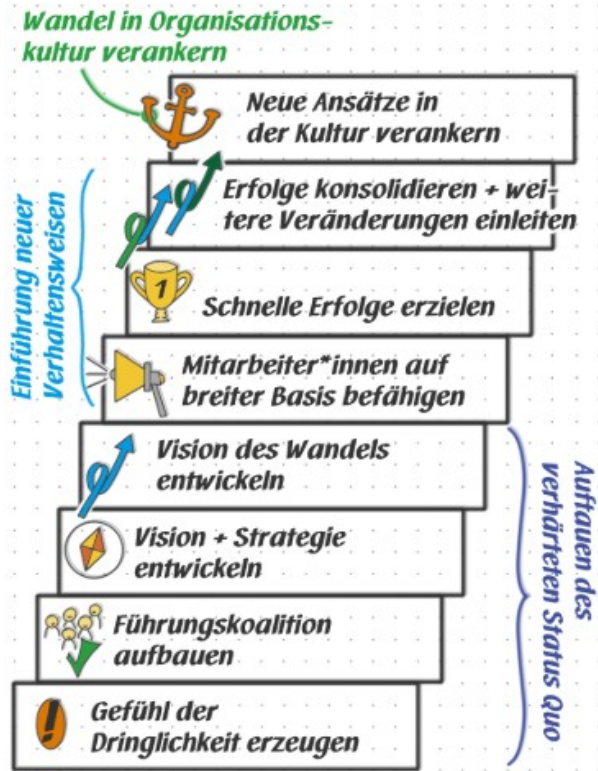 Wandel in Organisations-
kultur verankern
Neue Ansätze in
der Kultur verankern
Erfolge konsolidieren + wei-
tere Veränderungen einleiten
1
Schnelle Erfolge erzielen
Mitarbeiter*innen auf
breiter Basis befähigen
Einführung neuer
Verhaltensweisen
Vision des Wandels
entwickeln
Vision + Strategie
entwickeln
Führungskoalition
aufbauen
!
Gefühl der
Dringlichkeit erzeugen
Auftauen des
verhärteten Status Quo